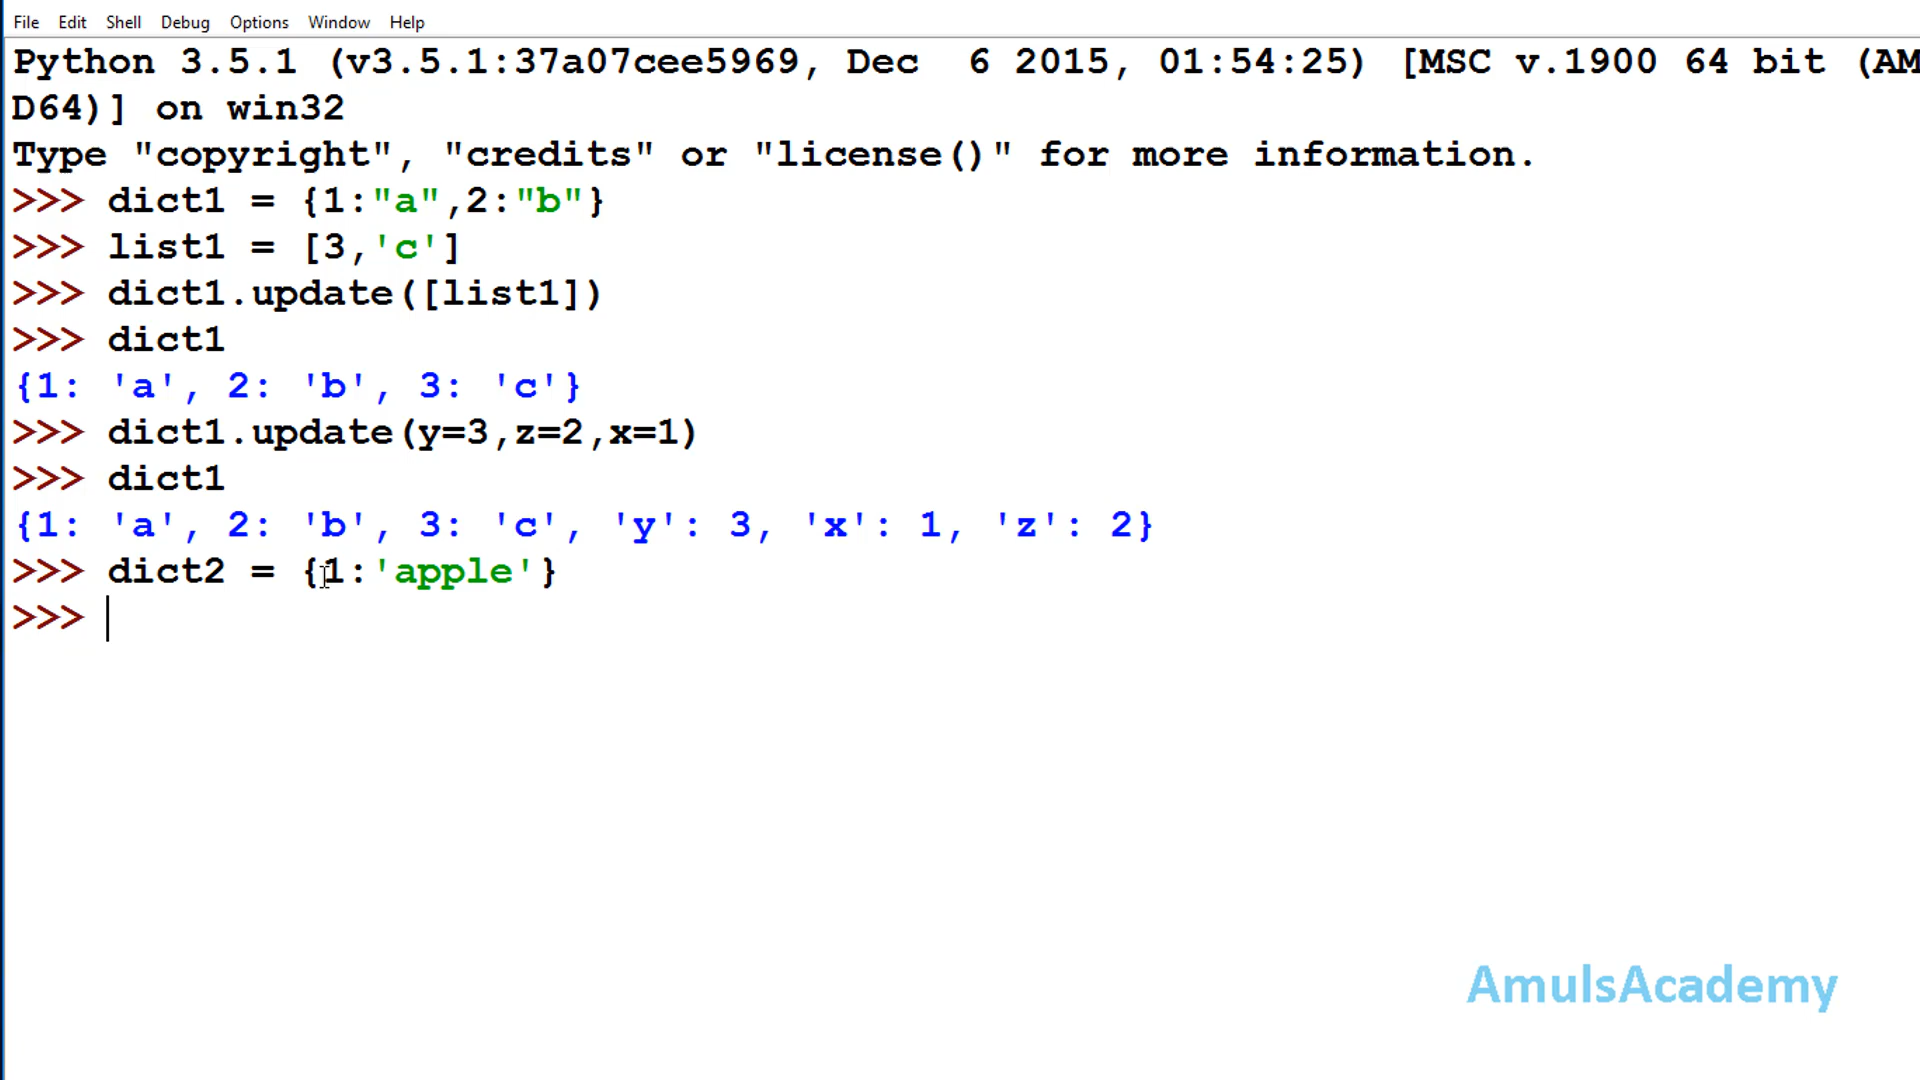 File Edit Shell Debug Options Window Help
Python 3.5.1 (v3.5.1:37a07cee5969, Dec  6 2015, 01:54:25) [MSC v.1900 64 bit (AM
D64)] on win32
Type "copyright", "credits" or "license()" for more information.
>>> dict1 = {1:"a",2:"b"}
>>> list1 = [3,'c']
>>> dict1.update([list1])
>>> dict1
{1: 'a', 2: 'b', 3: 'c'}
>>> dict1.update(y=3,z=2,x=1)
>>> dict1
{1: 'a', 2: 'b', 3: 'c', 'y': 3, 'x': 1, 'z': 2}
>>> dict2 = {1:'apple'}
>>>
AmulsAcademy